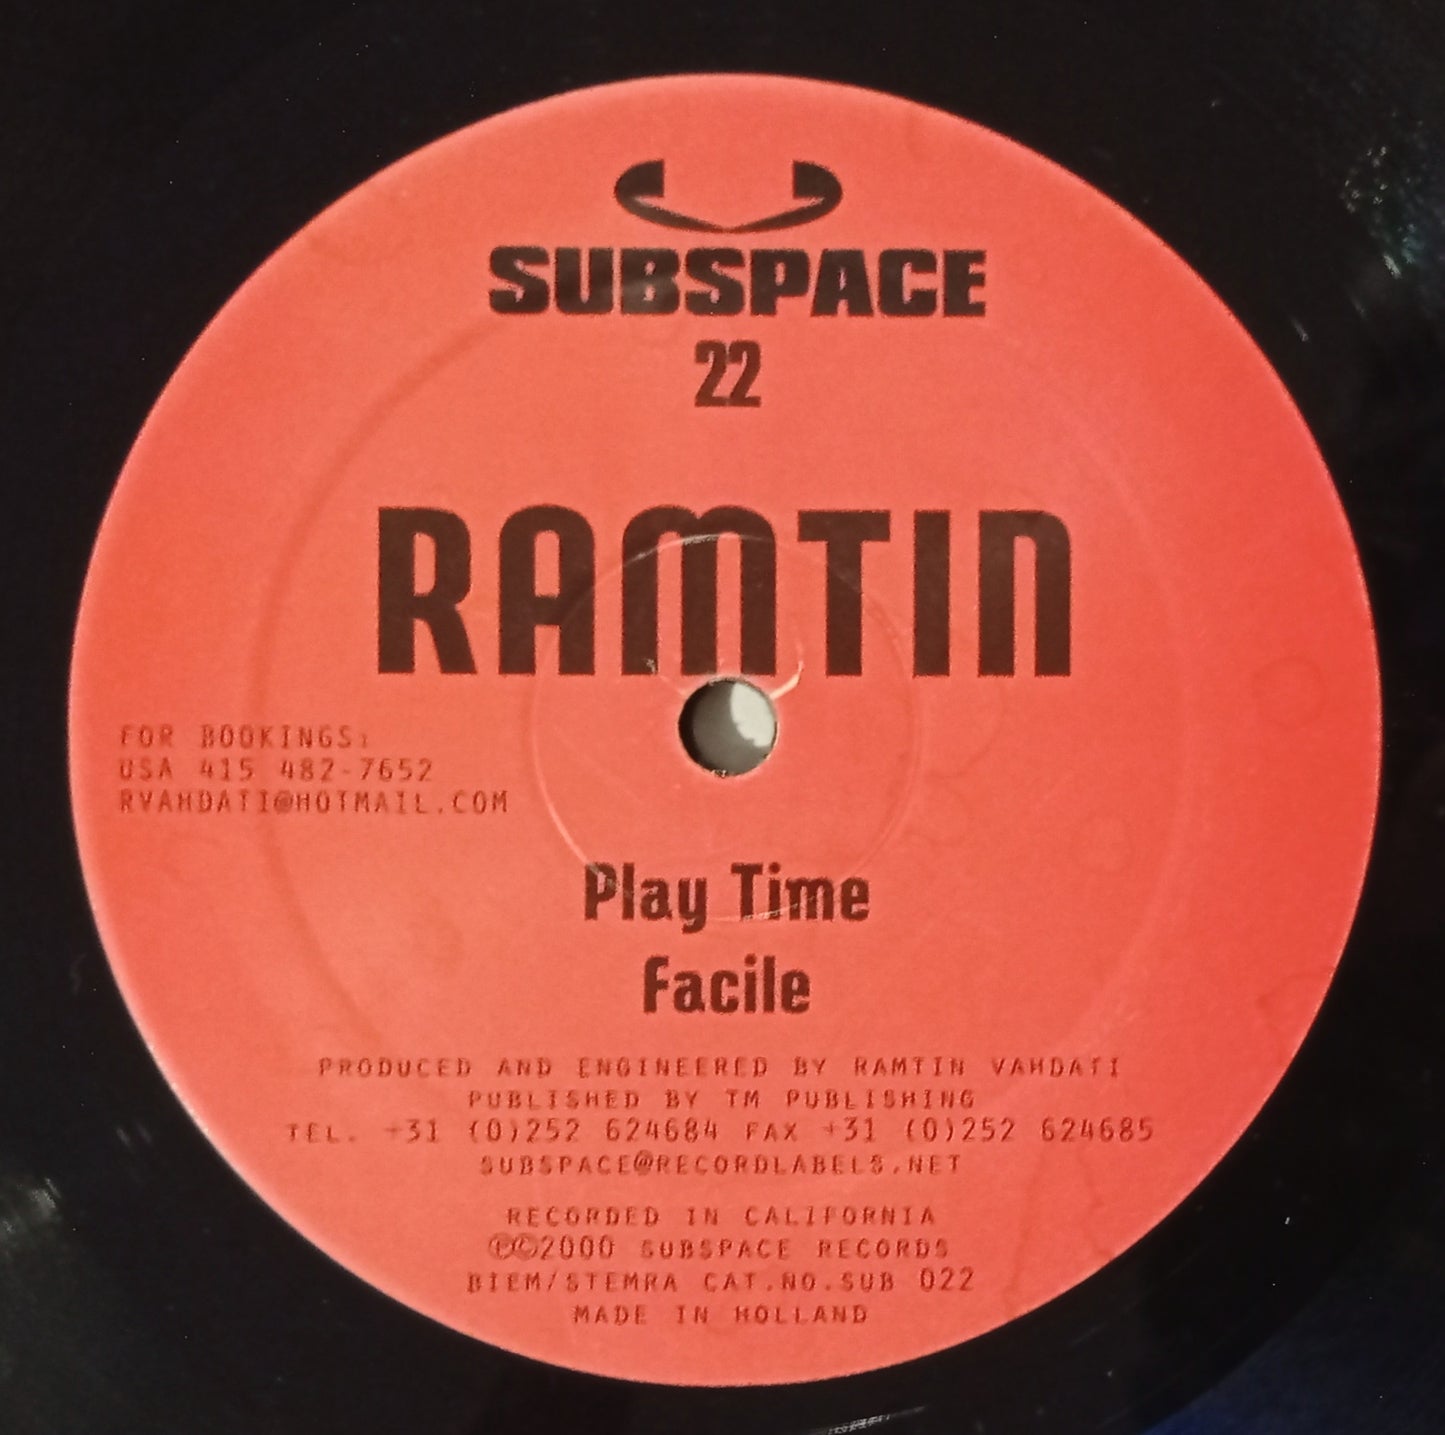 SUBSPACE
22
RAMTIN
FOR BOOKINGS:
USA 415 482-7652
RVAHDATI@HOTMAIL.COM
Play Time
Facile
PRODUCED AND ENGINEERED BY RAMTIN VAHDATI
PUBLISHED BY TM PUBLISHING
TEL. +31 (0)252 624684 FAX +31 (0)252 624685
SUBSPACE@RECORDLABELS.NET
RECORDED IN CALIFORNIA
℗©2000 SUBSPACE RECORDS
BIEM/STEMRA CAT.NO.SUB 022
MADE IN HOLLAND